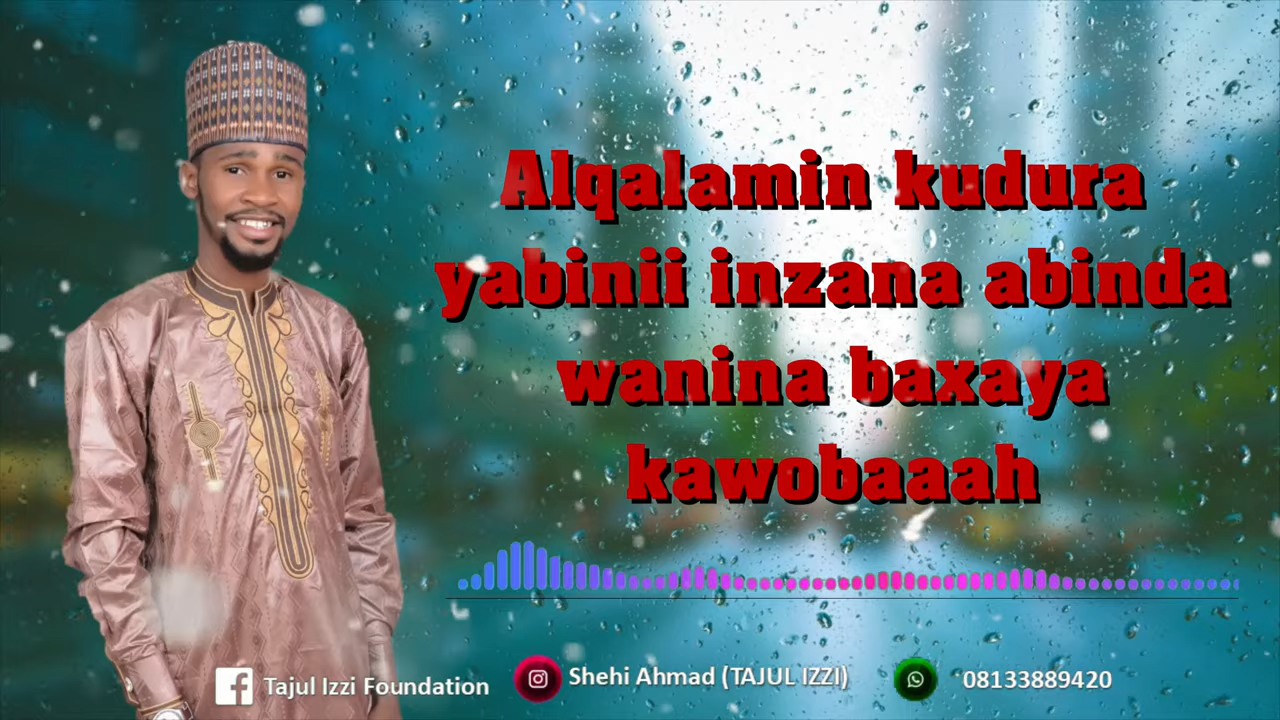 Alqalamin kudura
yabinii inzana abinda
wanina baxaya
kawobaaah
Tajul Izzi Foundation
Shehi Ahmad (TAJUL IZZI)
08133889420